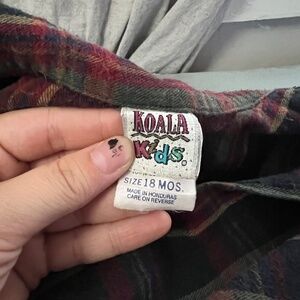 KOALA
Kids
SIZE 18 MOS.
MADE IN HONDURAS
CARE ON REVERSE